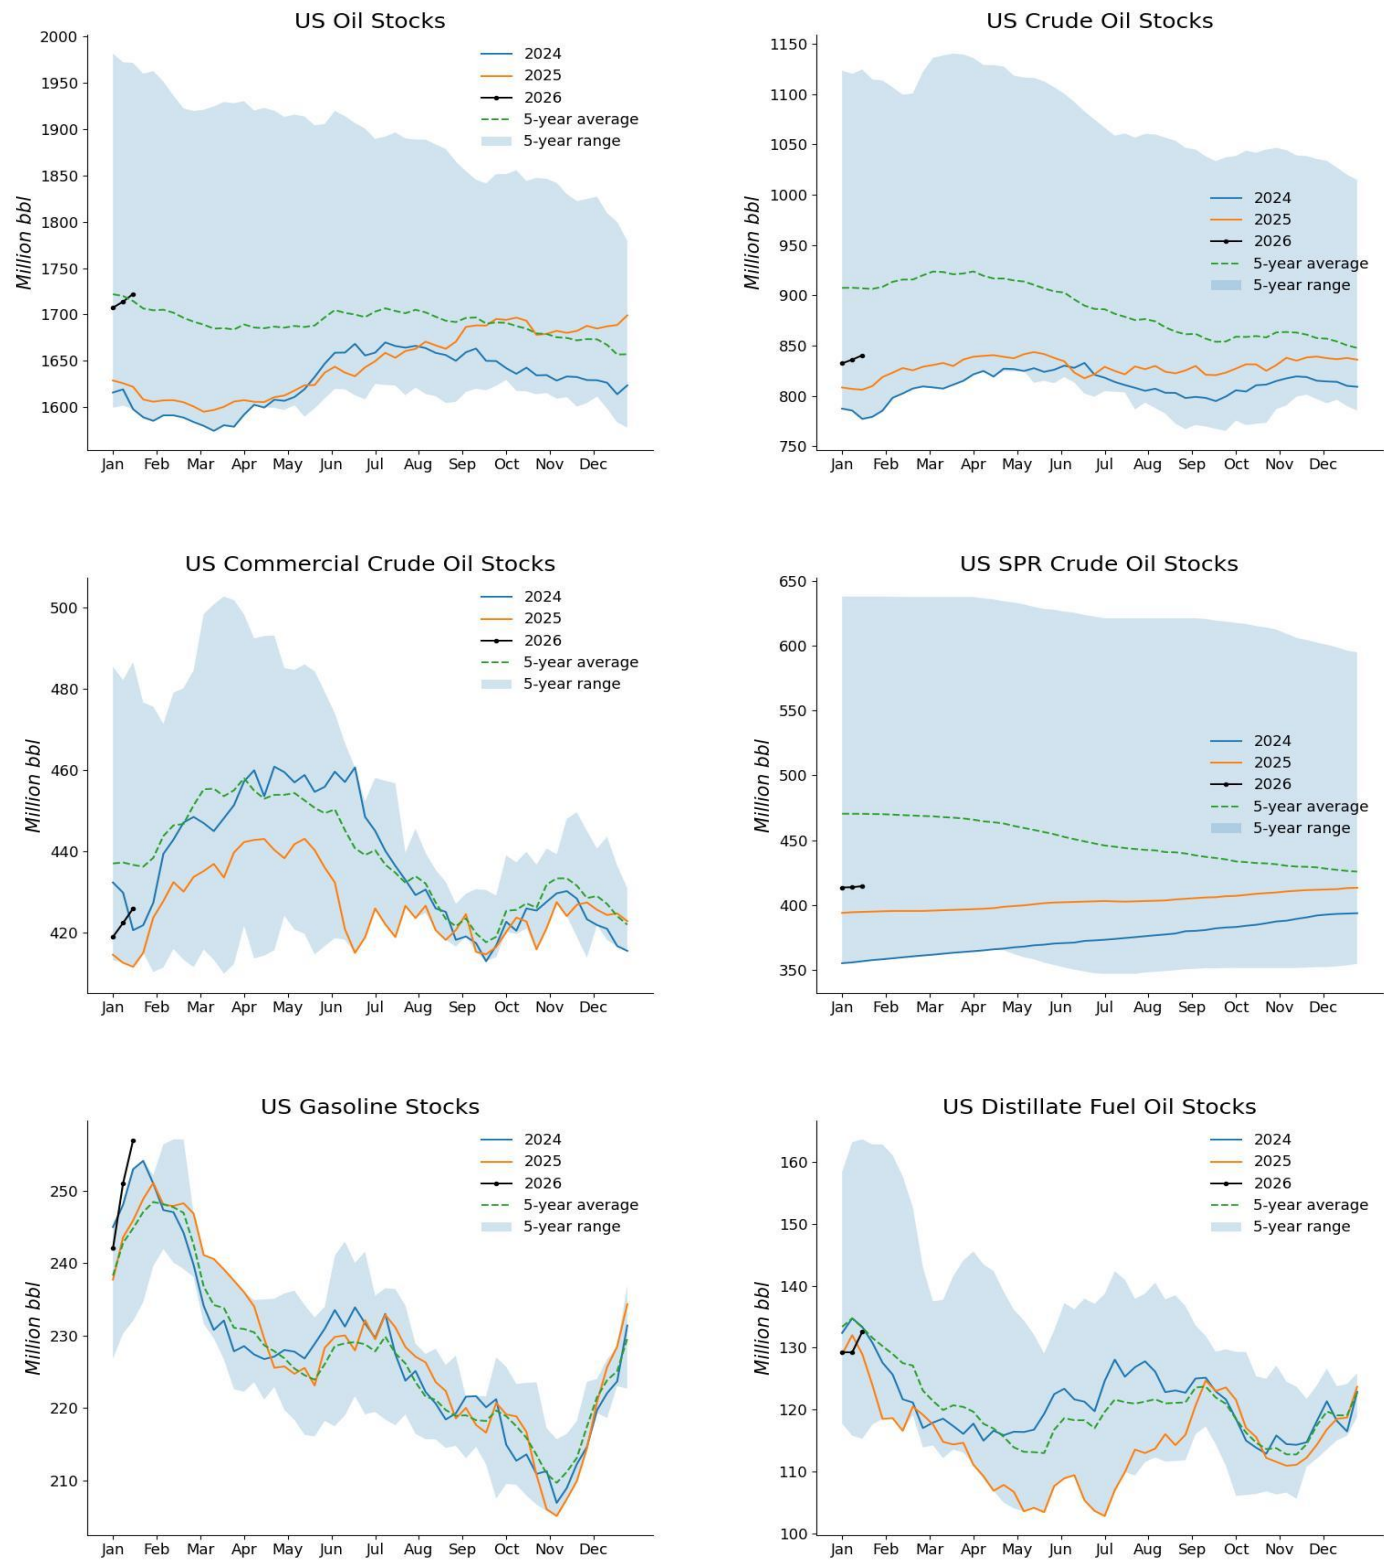 US Oil Stocks
2000
1950
1900
1850
1800
1750
1700
1650
1600
Million bbl
2024
2025
2026
5-year average
5-year range
Jan Feb Mar Apr May Jun Jul Aug Sep Oct Nov Dec
US Crude Oil Stocks
1150
1100
1050
1000
950
900
850
800
750
Million bbl
2024
2025
2026
5-year average
5-year range
Jan Feb Mar Apr May Jun Jul Aug Sep Oct Nov Dec
US Commercial Crude Oil Stocks
500
480
460
440
420
Million bbl
2024
2025
2026
5-year average
5-year range
Jan Feb Mar Apr May Jun Jul Aug Sep Oct Nov Dec
US SPR Crude Oil Stocks
650
600
550
500
450
400
350
Million bbl
2024
2025
2026
5-year average
5-year range
Jan Feb Mar Apr May Jun Jul Aug Sep Oct Nov Dec
US Gasoline Stocks
250
240
230
220
210
Million bbl
2024
2025
2026
5-year average
5-year range
Jan Feb Mar Apr May Jun Jul Aug Sep Oct Nov Dec
US Distillate Fuel Oil Stocks
160
150
140
130
120
110
100
Million bbl
2024
2025
2026
5-year average
5-year range
Jan Feb Mar Apr May Jun Jul Aug Sep Oct Nov Dec